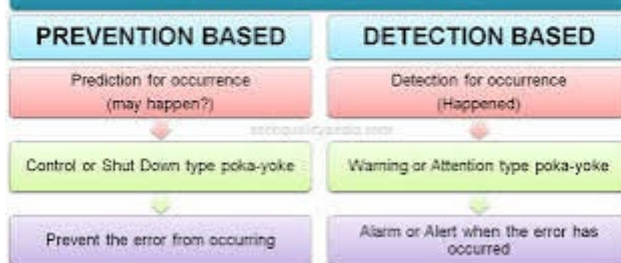 PREVENTION BASED
Prediction for occurrence
(may happen?)
Control or Shut Down type poka-yoke
Prevent the error from occurring
DETECTION BASED
Detection for occurrence
(Happened)
Warning or Attention type poka-yoke
Alarm or Alert when the error has
occurred